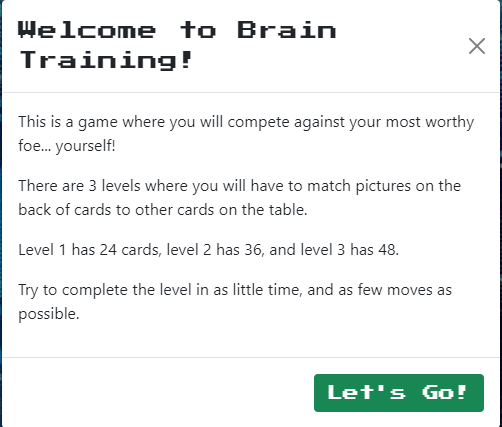 Welcome to Brain
Training!
This is a game where you will compete against your most worthy
foe... yourself!
There are 3 levels where you will have to match pictures on the
back of cards to other cards on the table.
Level 1 has 24 cards, level 2 has 36, and level 3 has 48.
Try to complete the level in as little time, and as few moves as
possible.
Let's Go!